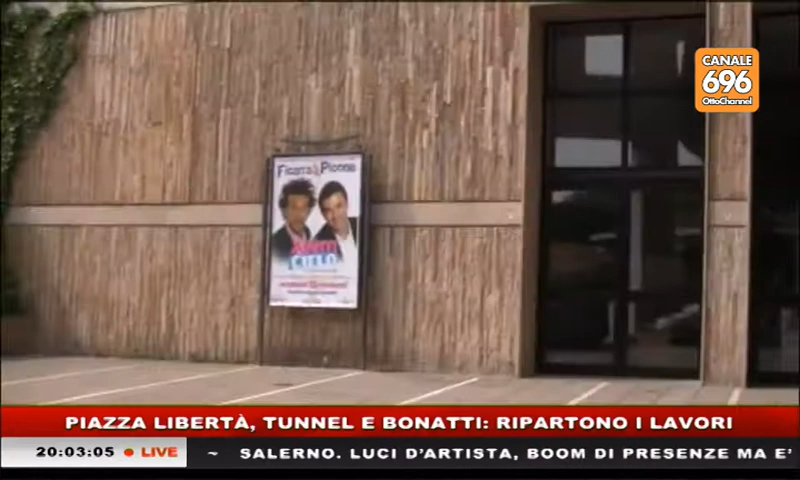 CANALE
696
OttoChannel
Ficarra & Picone
CIELO
PIAZZA LIBERTÀ, TUNNEL E BONATTI: RIPARTONO I LAVORI
20:03:05 LIVE ~ SALERNO. LUCI D'ARTISTA, BOOM DI PRESENZE MA E'